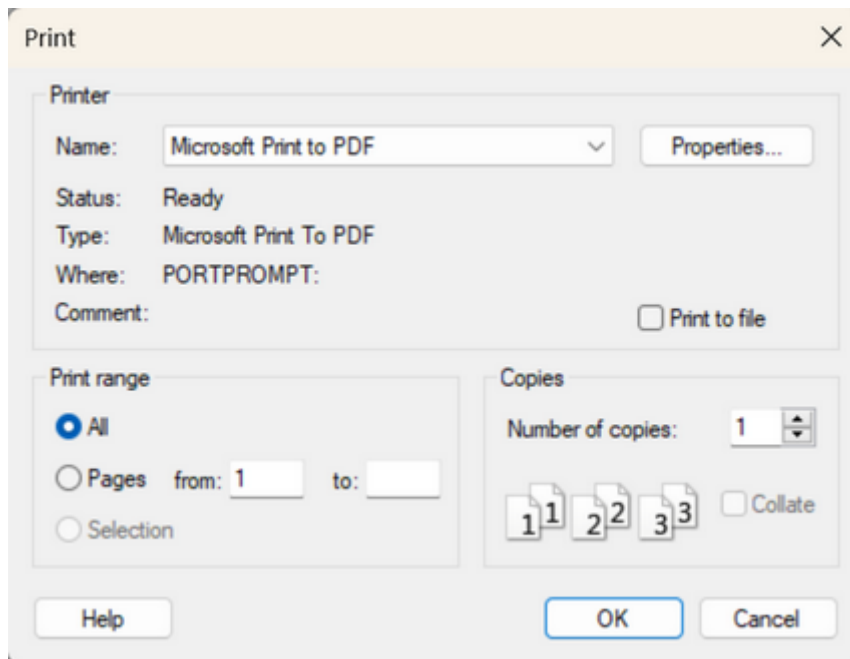 Print
Printer
Name: Microsoft Print to PDF Properties...
Status: Ready
Type: Microsoft Print To PDF
Where: PORTPROMPT:
Comment: Print to file
Print range
All
Pages from: 1 to:
Selection
Copies
Number of copies: 1
1 1 2 2 3 3 Collate
Help OK Cancel